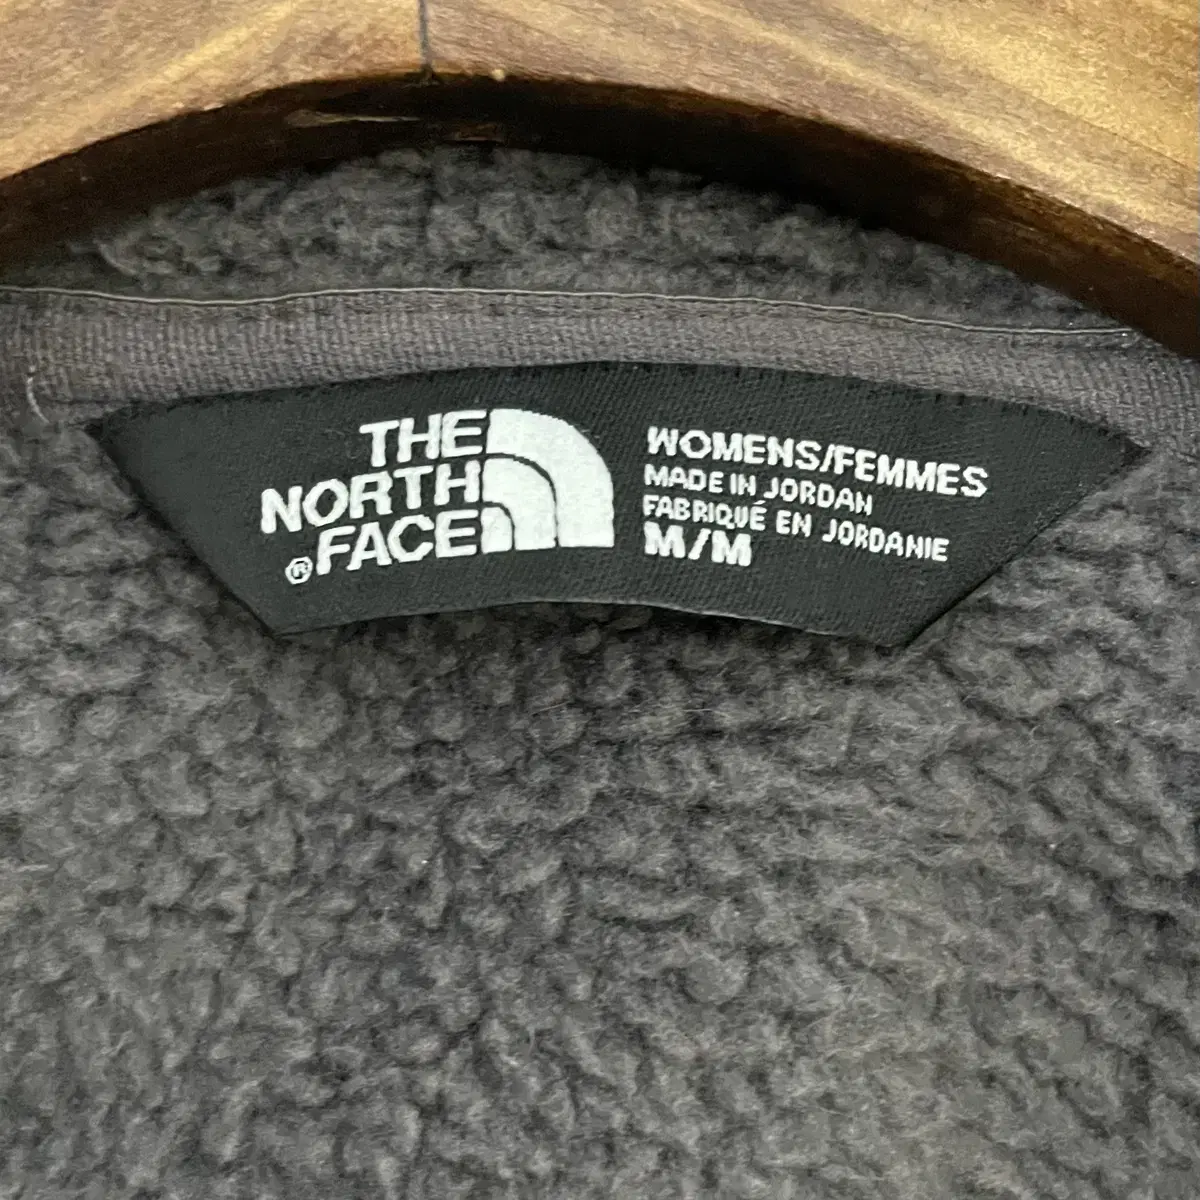 THE
NORTH
FACE
®
WOMENS/FEMMES
MADE IN JORDAN
FABRIQUÉ EN JORDANIE
M/M